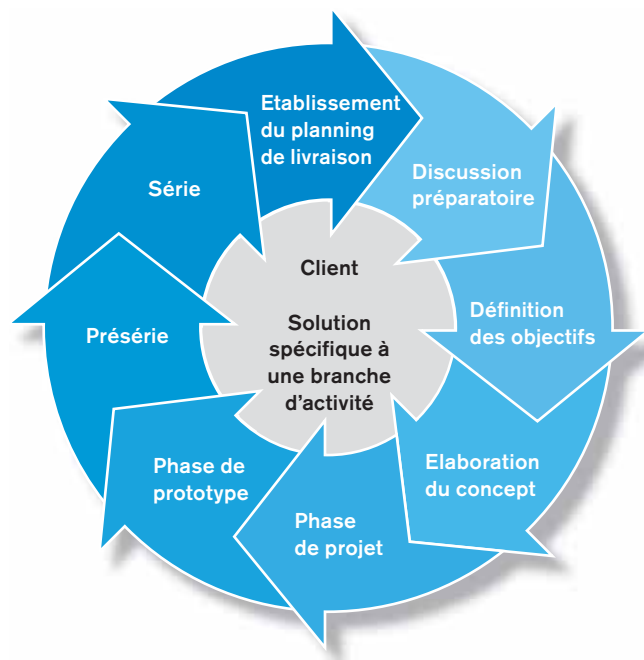 Etablissement
du planning
de livraison
Discussion
préparatoire
Définition
des objectifs
Elaboration
du concept
Phase
de projet
Phase de
prototype
Présérie
Série
Client
Solution
spécifique à
une branche
d’activité